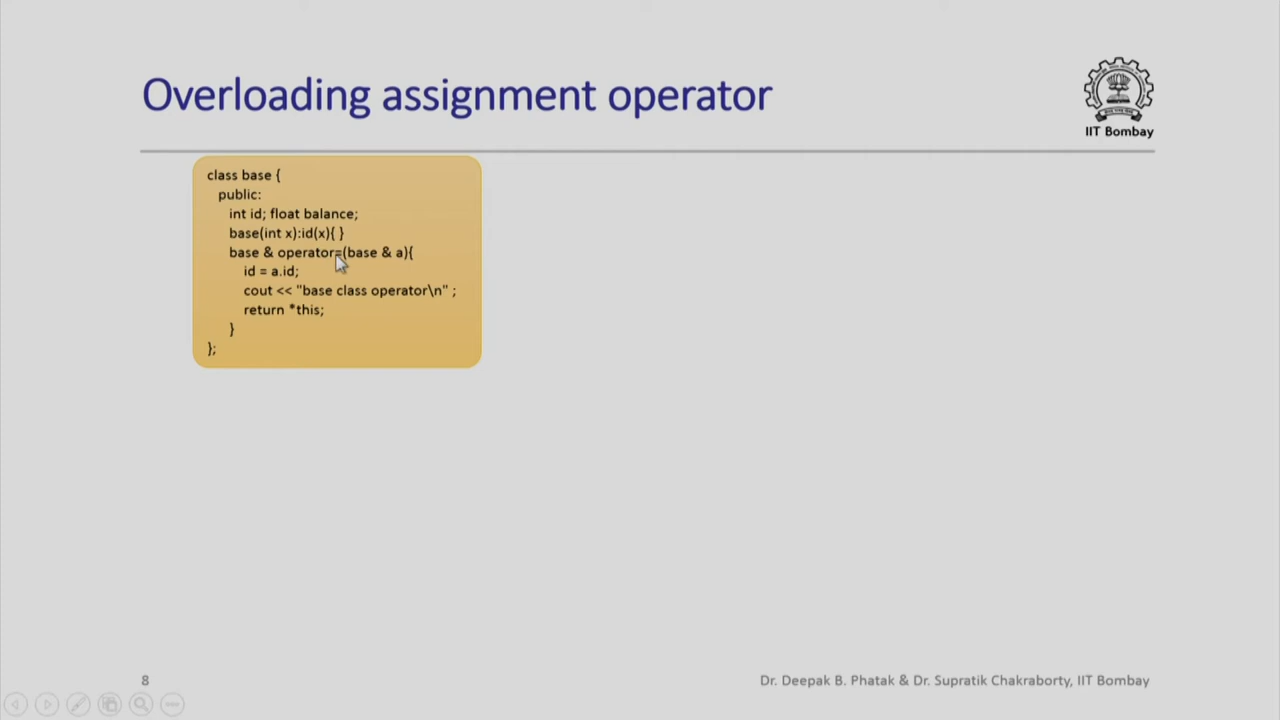 Overloading assignment operator
IIT Bombay
class base {
public:
int id; float balance;
base(int x):id(x){ }
base & operator=(base & a){
id = a.id;
cout << "base class operator\n" ;
return *this;
}
};
8
Dr. Deepak B. Phatak & Dr. Supratik Chakraborty, IIT Bombay